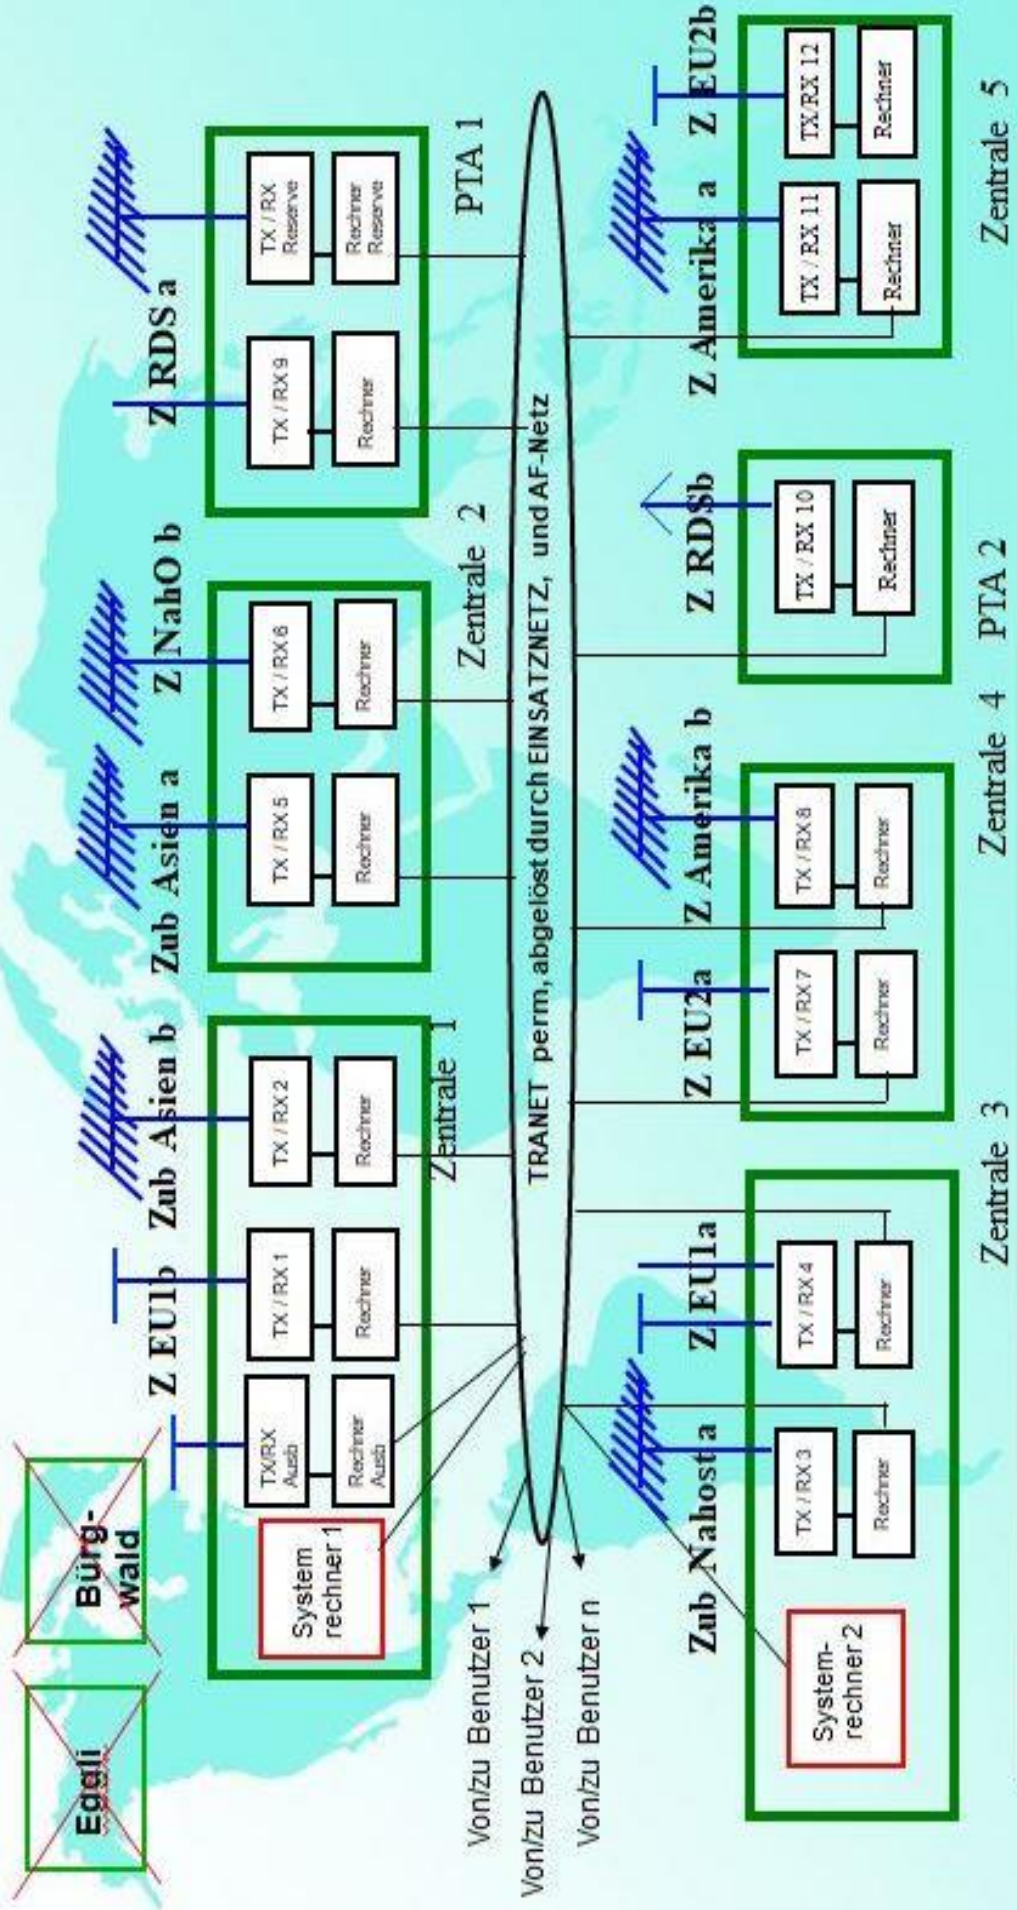 Eggli
Bürg-
wald
Z EU1b
Zub Asien b
Zub Asien a
Z NahO b
Z RDS a
System
rechner 1
TX/RX
Ausb
Rechner
Ausb
TX / RX 1
Rechner
TX / RX 2
Rechner
TX / RX 5
Rechner
TX / RX 6
Rechner
TX / RX 9
Rechner
TX / RX
Reserve
Rechner
Reserve
Zentrale 1
Zentrale 2
PTA 1
Von/zu Benutzer 1
Von/zu Benutzer 2
Von/zu Benutzer n
TRANET perm, abgelöst durch EINSATZNETZ, und AF-Netz
Zub Nahost a
Z EU1a
Z EU2a
Z Amerika b
Z RDSb
Z Amerika a
Z EU2b
System-
rechner 2
TX / RX 3
Rechner
TX / RX 4
Rechner
TX / RX 7
Rechner
TX / RX 8
Rechner
TX / RX 10
Rechner
TX / RX 11
Rechner
TX/RX 12
Rechner
Zentrale 3
Zentrale 4
PTA 2
Zentrale 5